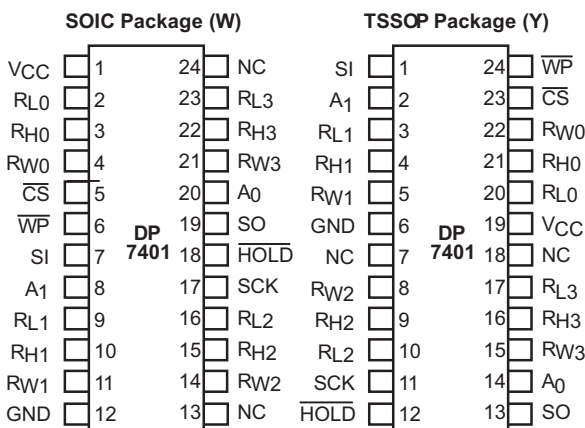 SOIC Package (W)
VCC 1 24 NC
RL0 2 23 RL3
RH0 3 22 RH3
RW0 4 21 RW3
CS 5 20 A0
WP 6 19 SO
SI 7 18 HOLD
A1 8 17 SCK
RL1 9 16 RL2
RH1 10 15 RH2
RW1 11 14 RW2
GND 12 13 NC
DP
7401
TSSOP Package (Y)
SI 1 24 WP
A1 2 23 CS
RL1 3 22 RW0
RH1 4 21 RH0
RW1 5 20 RL0
GND 6 19 VCC
NC 7 18 NC
RW2 8 17 RL3
RH2 9 16 RH3
RL2 10 15 RW3
SCK 11 14 A0
HOLD 12 13 SO
DP
7401